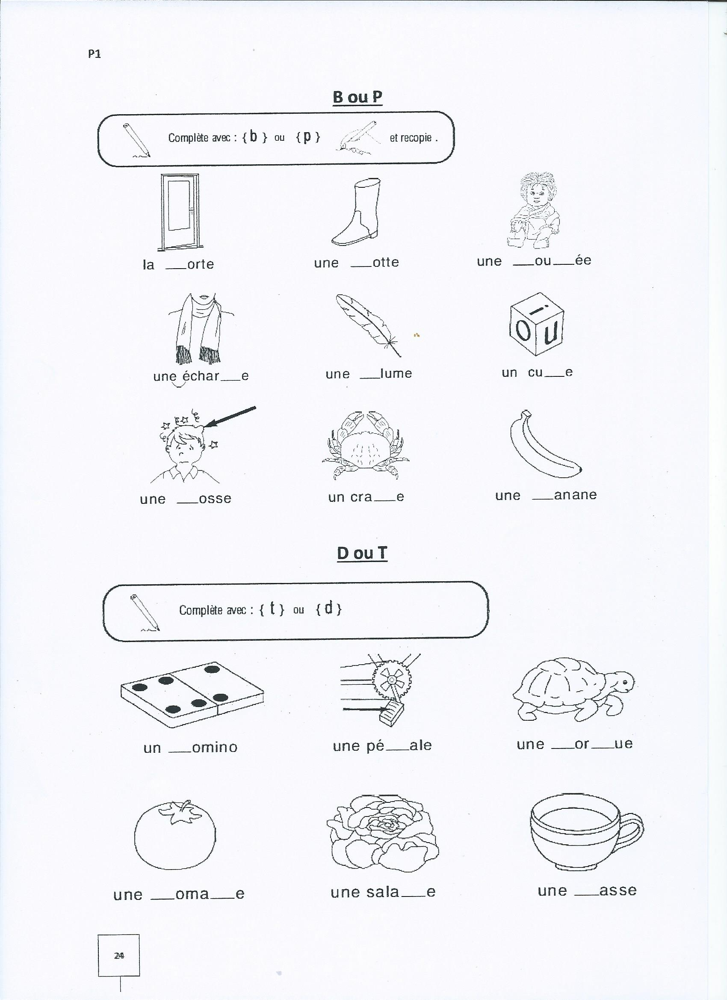 P1
B ou P
Complète avec : { b } ou { p } et recopie .
la ___orte
une ___otte
une ___ou___ée
une échar___e
une ___lume
un cu___e
i
O U
une ___osse
un cra___e
une ___anane
D ou T
Complète avec : { t } ou { d }
un ___omino
une pé___ale
une ___or___ue
une ___oma___e
une sala___e
une ___asse
24